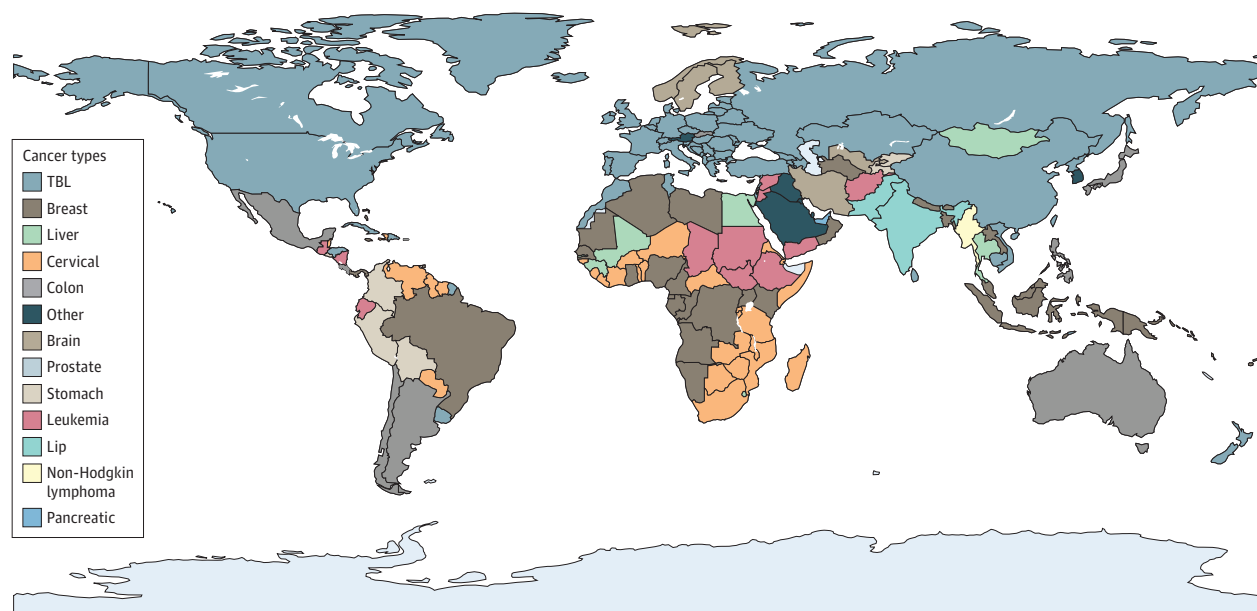 Cancer types
TBL
Breast
Liver
Cervical
Colon
Other
Brain
Prostate
Stomach
Leukemia
Lip
Non-Hodgkin
lymphoma
Pancreatic